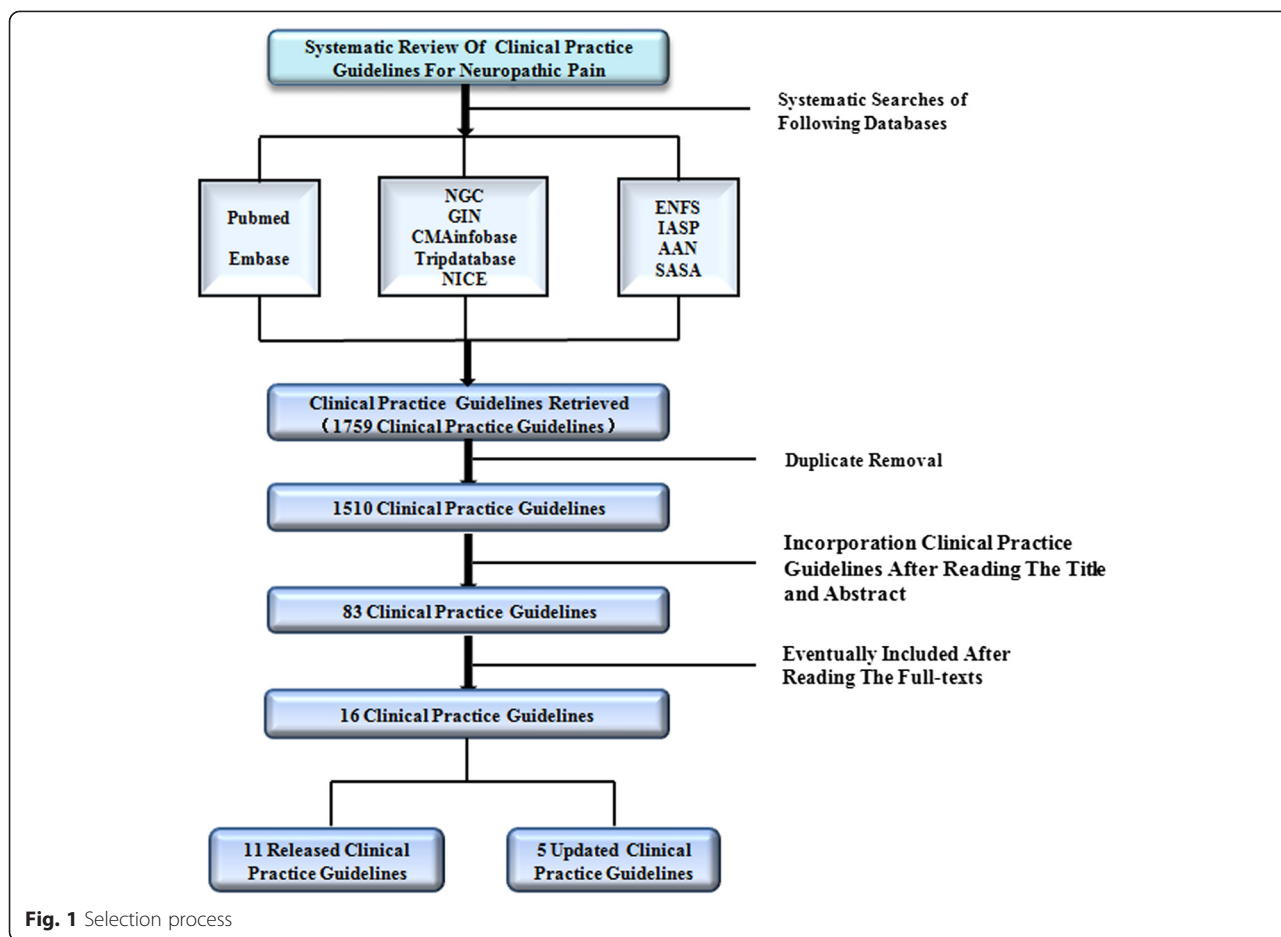 Systematic Review Of Clinical Practice
Guidelines For Neuropathic Pain
Systematic Searches of
Following Databases
Pubmed
Embase
NGC
GIN
CMAinfobase
Tripdatabase
NICE
ENFS
IASP
AAN
SASA
Clinical Practice Guidelines Retrieved
(1759 Clinical Practice Guidelines)
Duplicate Removal
1510 Clinical Practice Guidelines
Incorporation Clinical Practice
Guidelines After Reading The Title
and Abstract
83 Clinical Practice Guidelines
Eventually Included After
Reading The Full-texts
16 Clinical Practice Guidelines
11 Released Clinical
Practice Guidelines
5 Updated Clinical
Practice Guidelines
Fig. 1 Selection process